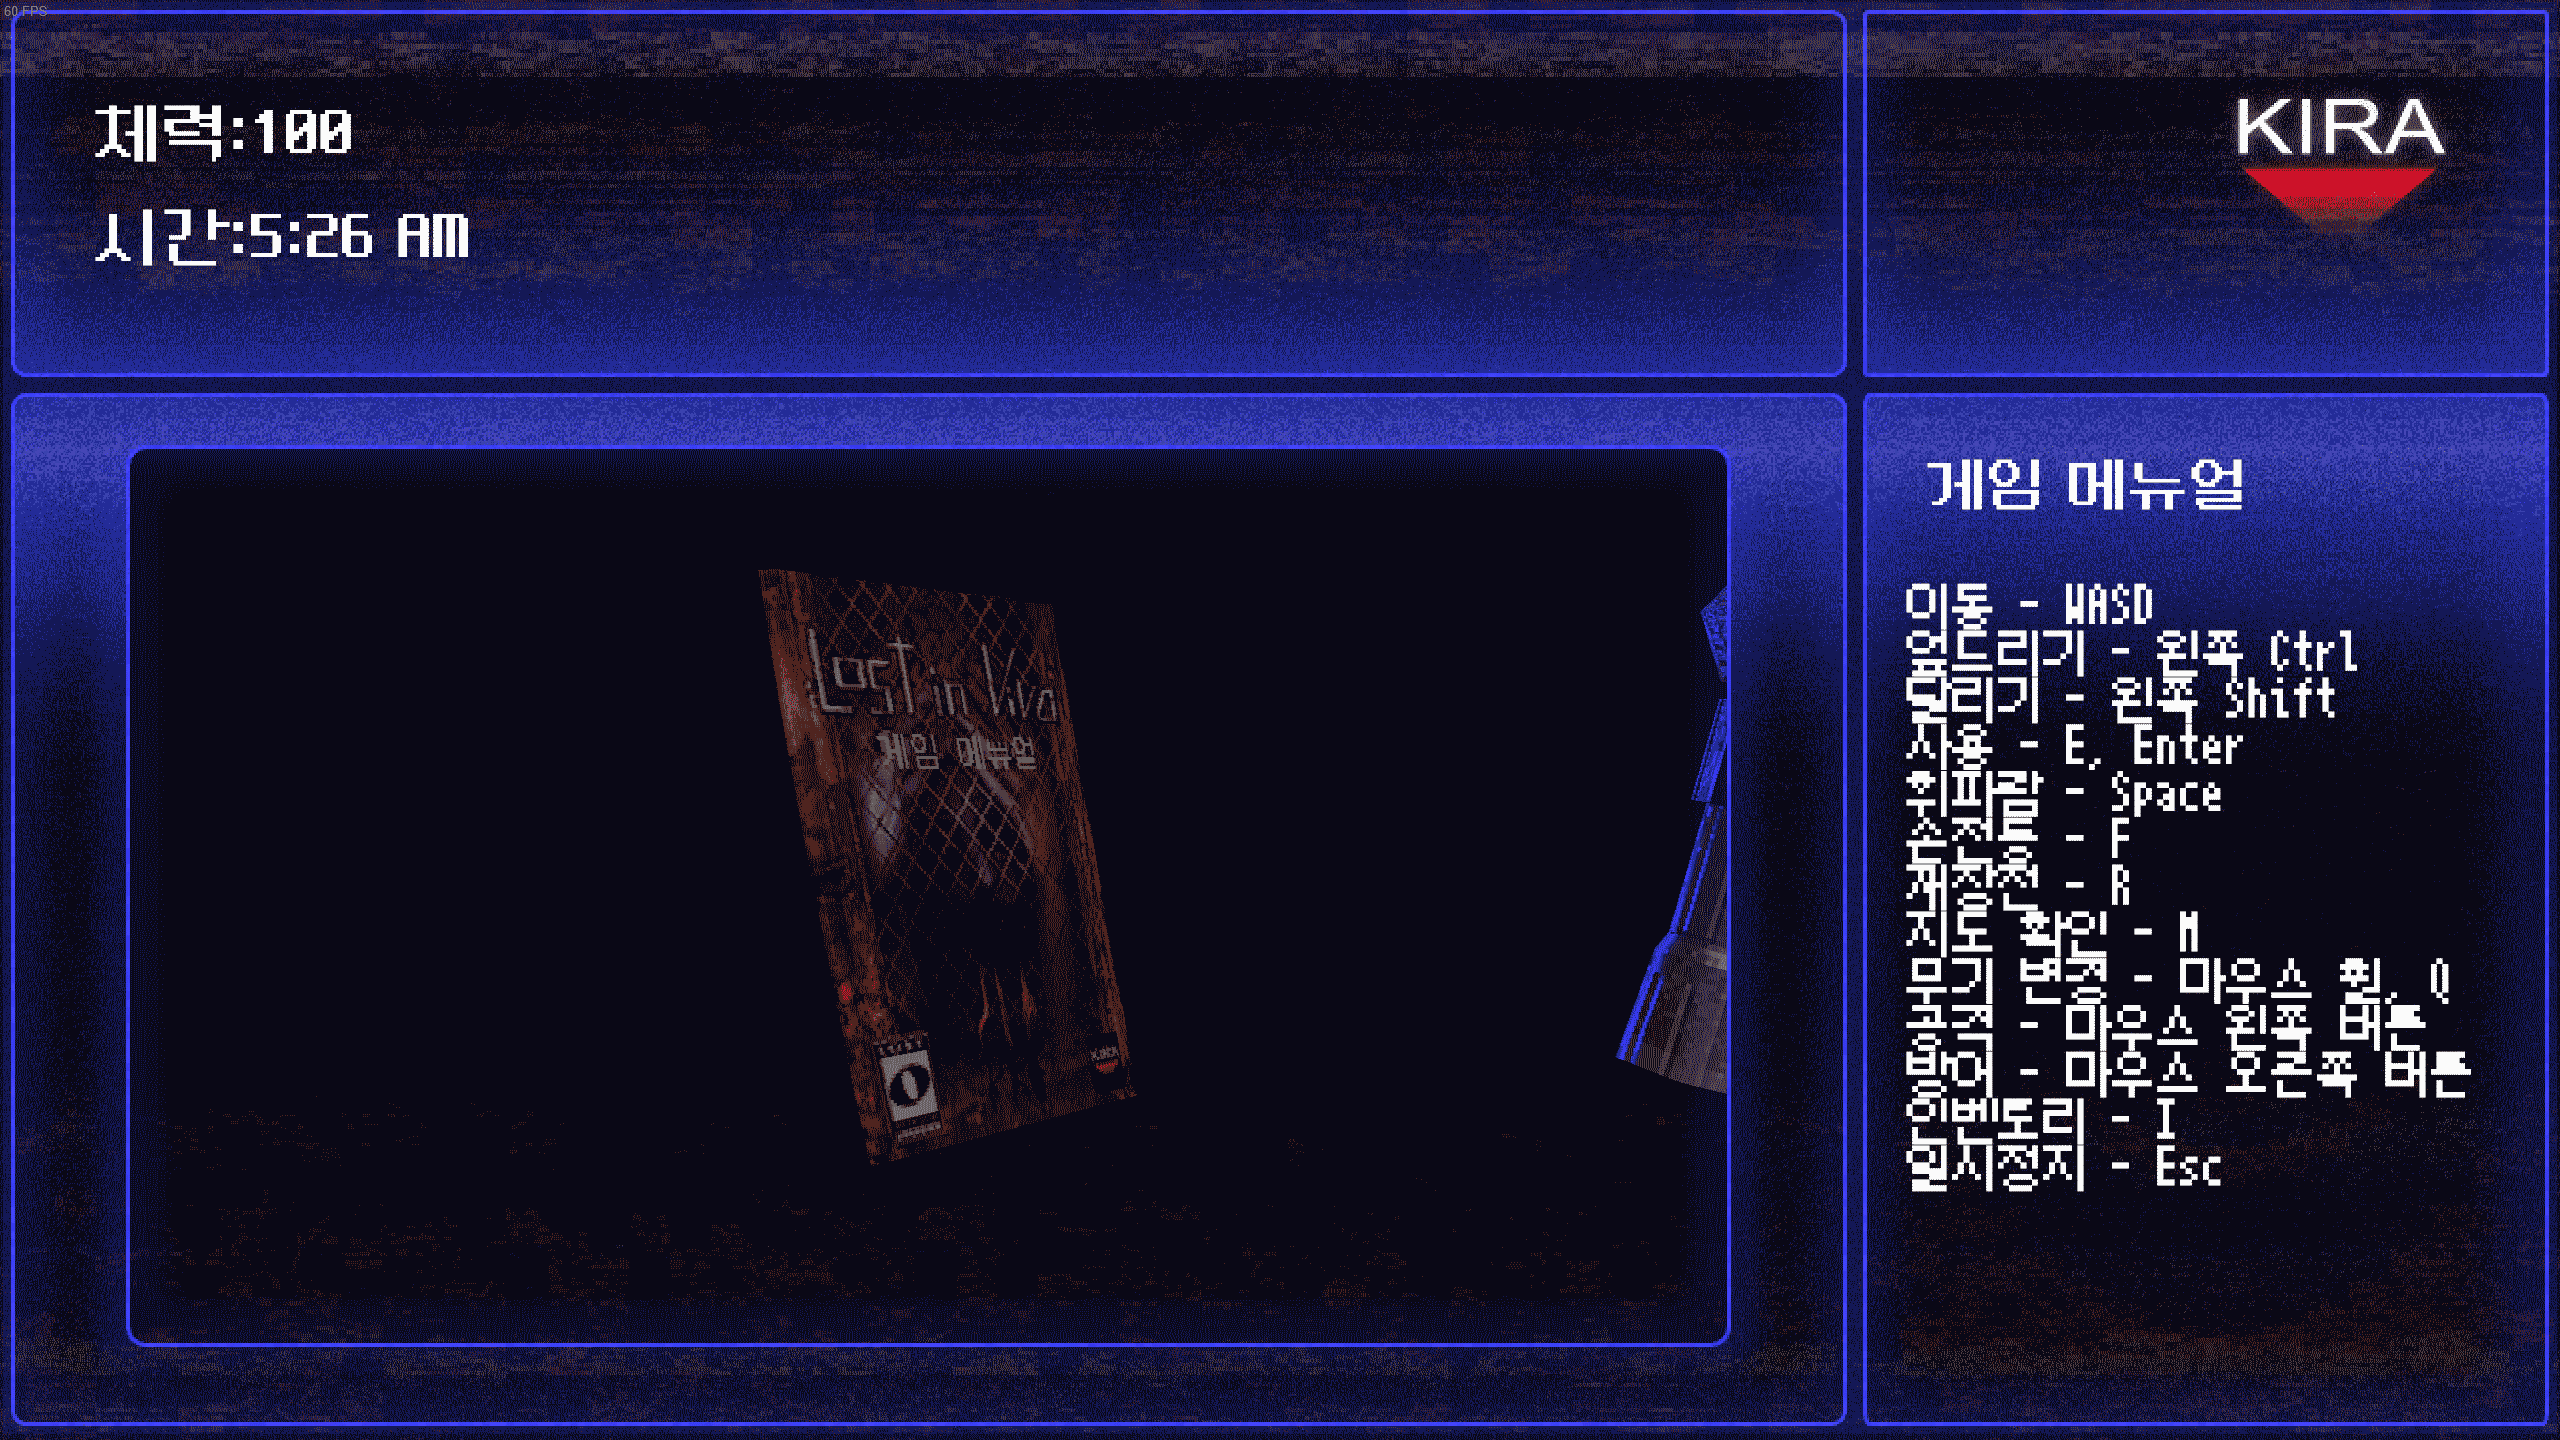 60 FPS
체력:100
시간:5:26 AM
KIRA
Lost in Vivo
게임 메뉴얼
KIRA
게임 메뉴얼
이동 - WASD
엎드리기 - 왼쪽 Ctrl
달리기 - 왼쪽 Shift
사용 - E, Enter
휘파람 - Space
손전등 - F
재장전 - R
지도 확인 - M
무기 변경 - 마우스 휠, Q
공격 - 마우스 왼쪽 버튼
방어 - 마우스 오른쪽 버튼
인벤토리 - I
일시정지 - Esc